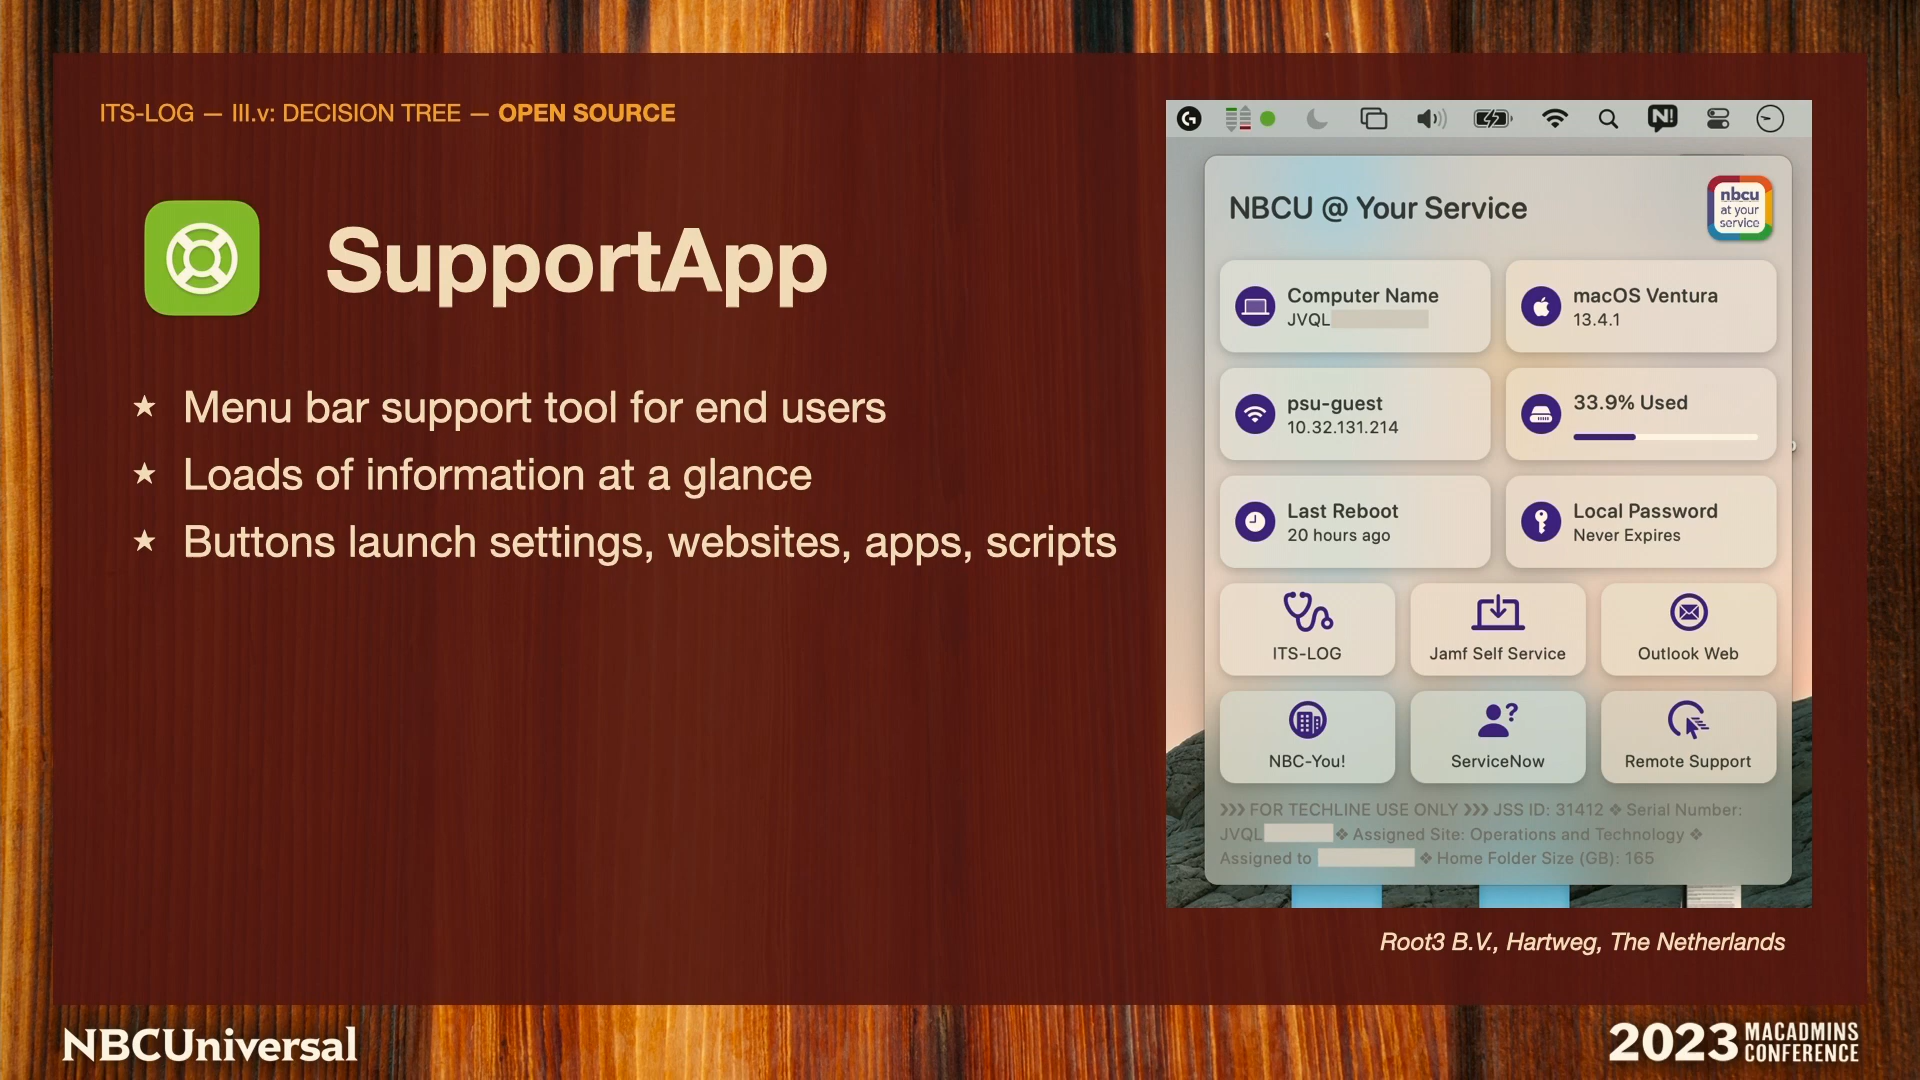 ITS-LOG — III.v: DECISION TREE — OPEN SOURCE
SupportApp
★ Menu bar support tool for end users
★ Loads of information at a glance
★ Buttons launch settings, websites, apps, scripts
N!
NBCU @ Your Service
nbcu
at your
service
Computer Name
JVQL
macOS Ventura
13.4.1
psu-guest
10.32.131.214
33.9% Used
Last Reboot
20 hours ago
Local Password
Never Expires
ITS-LOG
Jamf Self Service
Outlook Web
NBC-You!
ServiceNow
Remote Support
❯❯❯ FOR TECHLINE USE ONLY ❯❯❯ JSS ID: 31412 ❖ Serial Number:
JVQL ❖ Assigned Site: Operations and Technology ❖
Assigned to ❖ Home Folder Size (GB): 165
Root3 B.V., Hartweg, The Netherlands
NBCUniversal
2023 MACADMINS
CONFERENCE